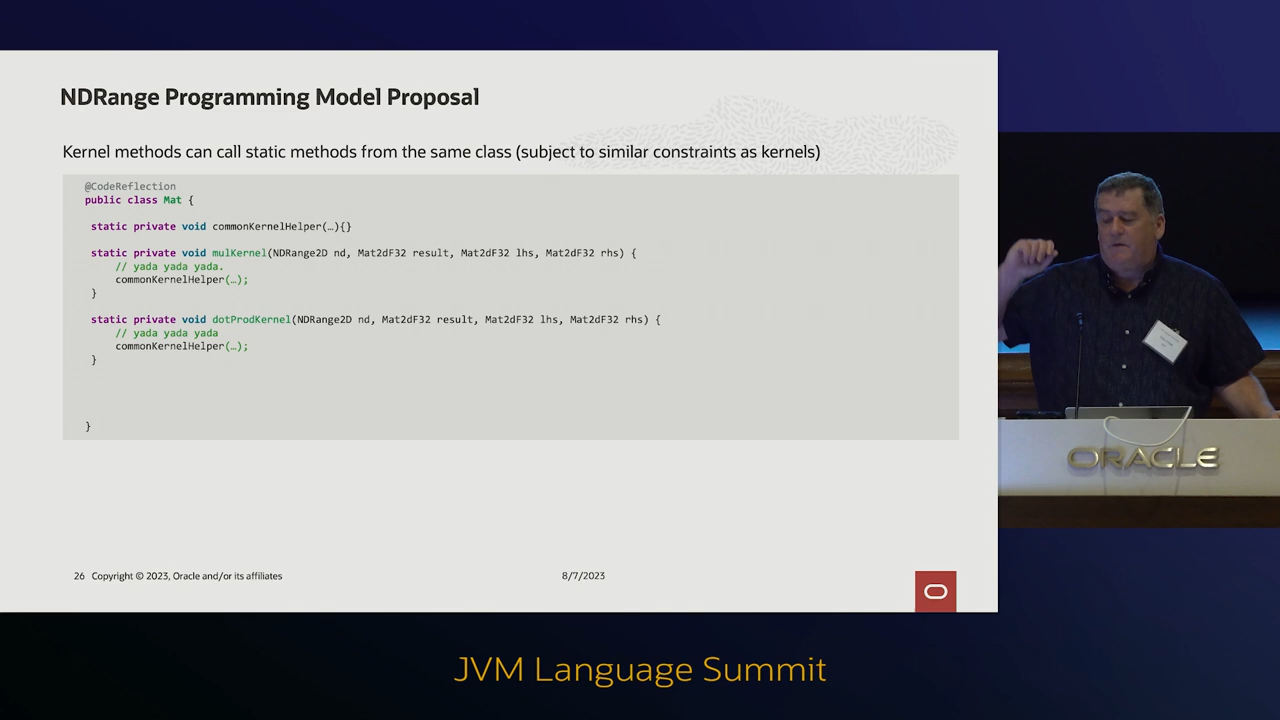 NDRange Programming Model Proposal
Kernel methods can call static methods from the same class (subject to similar constraints as kernels)
@CodeReflection
public class Mat {
static private void commonKernelHelper(…){}
static private void mulKernel(NDRange2D nd, Mat2dF32 result, Mat2dF32 lhs, Mat2dF32 rhs) {
// yada yada yada.
commonKernelHelper(…);
}
static private void dotProdKernel(NDRange2D nd, Mat2dF32 result, Mat2dF32 lhs, Mat2dF32 rhs) {
// yada yada yada
commonKernelHelper(…);
}
}
26 Copyright © 2023, Oracle and/or its affiliates
8/7/2023
ORACLE
JVM Language Summit